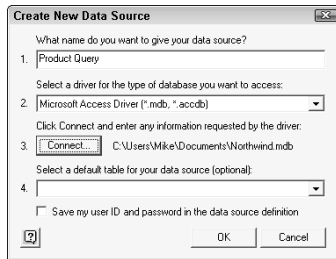 Create New Data Source
What name do you want to give your data source?
1. Product Query
Select a driver for the type of database you want to access:
2. Microsoft Access Driver (*.mdb, *.accdb)
Click Connect and enter any information requested by the driver:
3. Connect... C:\Users\Mike\Documents\Northwind.mdb
Select a default table for your data source (optional):
4.
Save my user ID and password in the data source definition
? OK Cancel